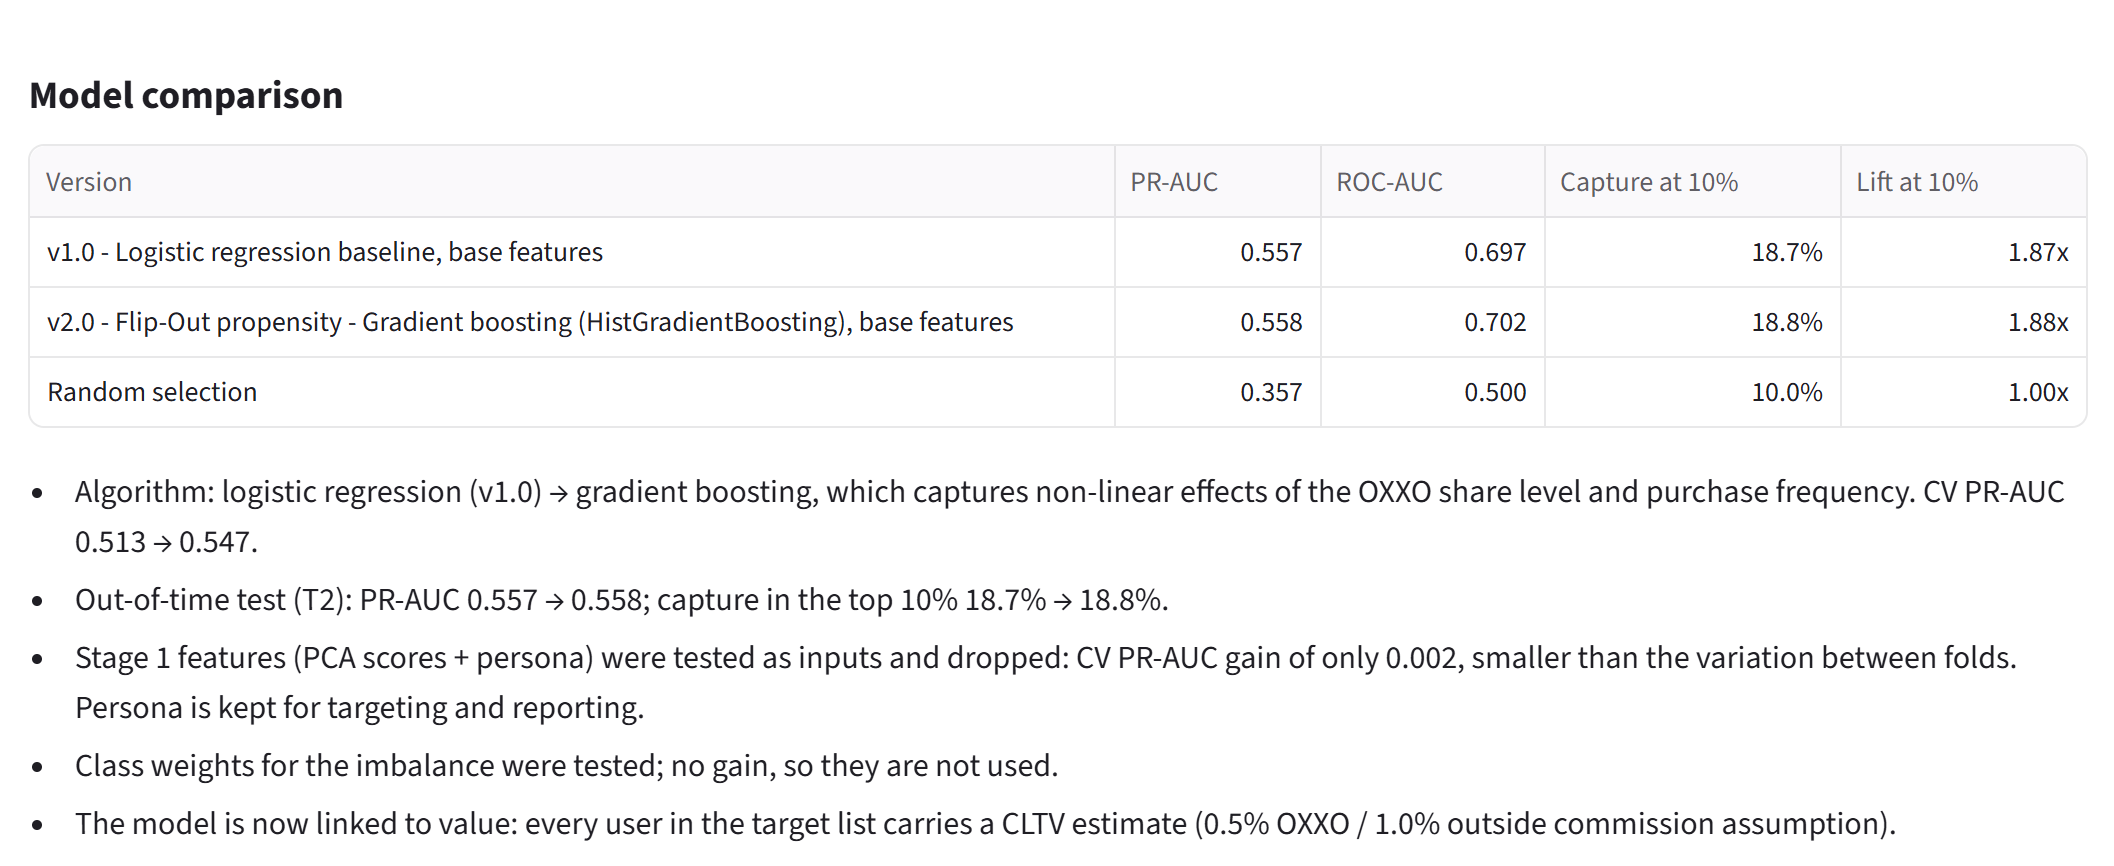 Model comparison
Version PR-AUC ROC-AUC Capture at 10% Lift at 10%
v1.0 - Logistic regression baseline, base features 0.557 0.697 18.7% 1.87x
v2.0 - Flip-Out propensity - Gradient boosting (HistGradientBoosting), base features 0.558 0.702 18.8% 1.88x
Random selection 0.357 0.500 10.0% 1.00x
• Algorithm: logistic regression (v1.0) → gradient boosting, which captures non-linear effects of the OXXO share level and purchase frequency. CV PR-AUC
0.513 → 0.547.
• Out-of-time test (T2): PR-AUC 0.557 → 0.558; capture in the top 10% 18.7% → 18.8%.
• Stage 1 features (PCA scores + persona) were tested as inputs and dropped: CV PR-AUC gain of only 0.002, smaller than the variation between folds.
Persona is kept for targeting and reporting.
• Class weights for the imbalance were tested; no gain, so they are not used.
• The model is now linked to value: every user in the target list carries a CLTV estimate (0.5% OXXO / 1.0% outside commission assumption).